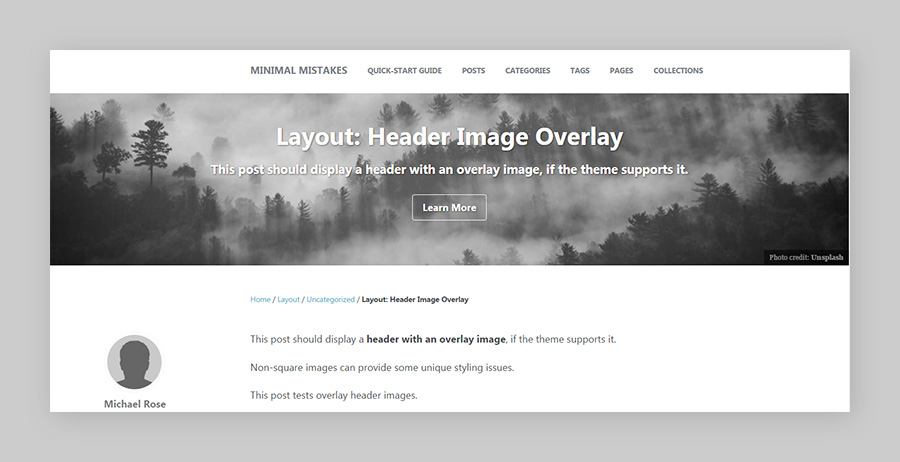 MINIMAL MISTAKES QUICK-START GUIDE POSTS CATEGORIES TAGS PAGES COLLECTIONS
Layout: Header Image Overlay
This post should display a header with an overlay image, if the theme supports it.
Learn More
Photo credit: Unsplash
Home / Layout / Uncategorized / Layout: Header Image Overlay
This post should display a header with an overlay image, if the theme supports it.
Non-square images can provide some unique styling issues.
This post tests overlay header images.
Michael Rose